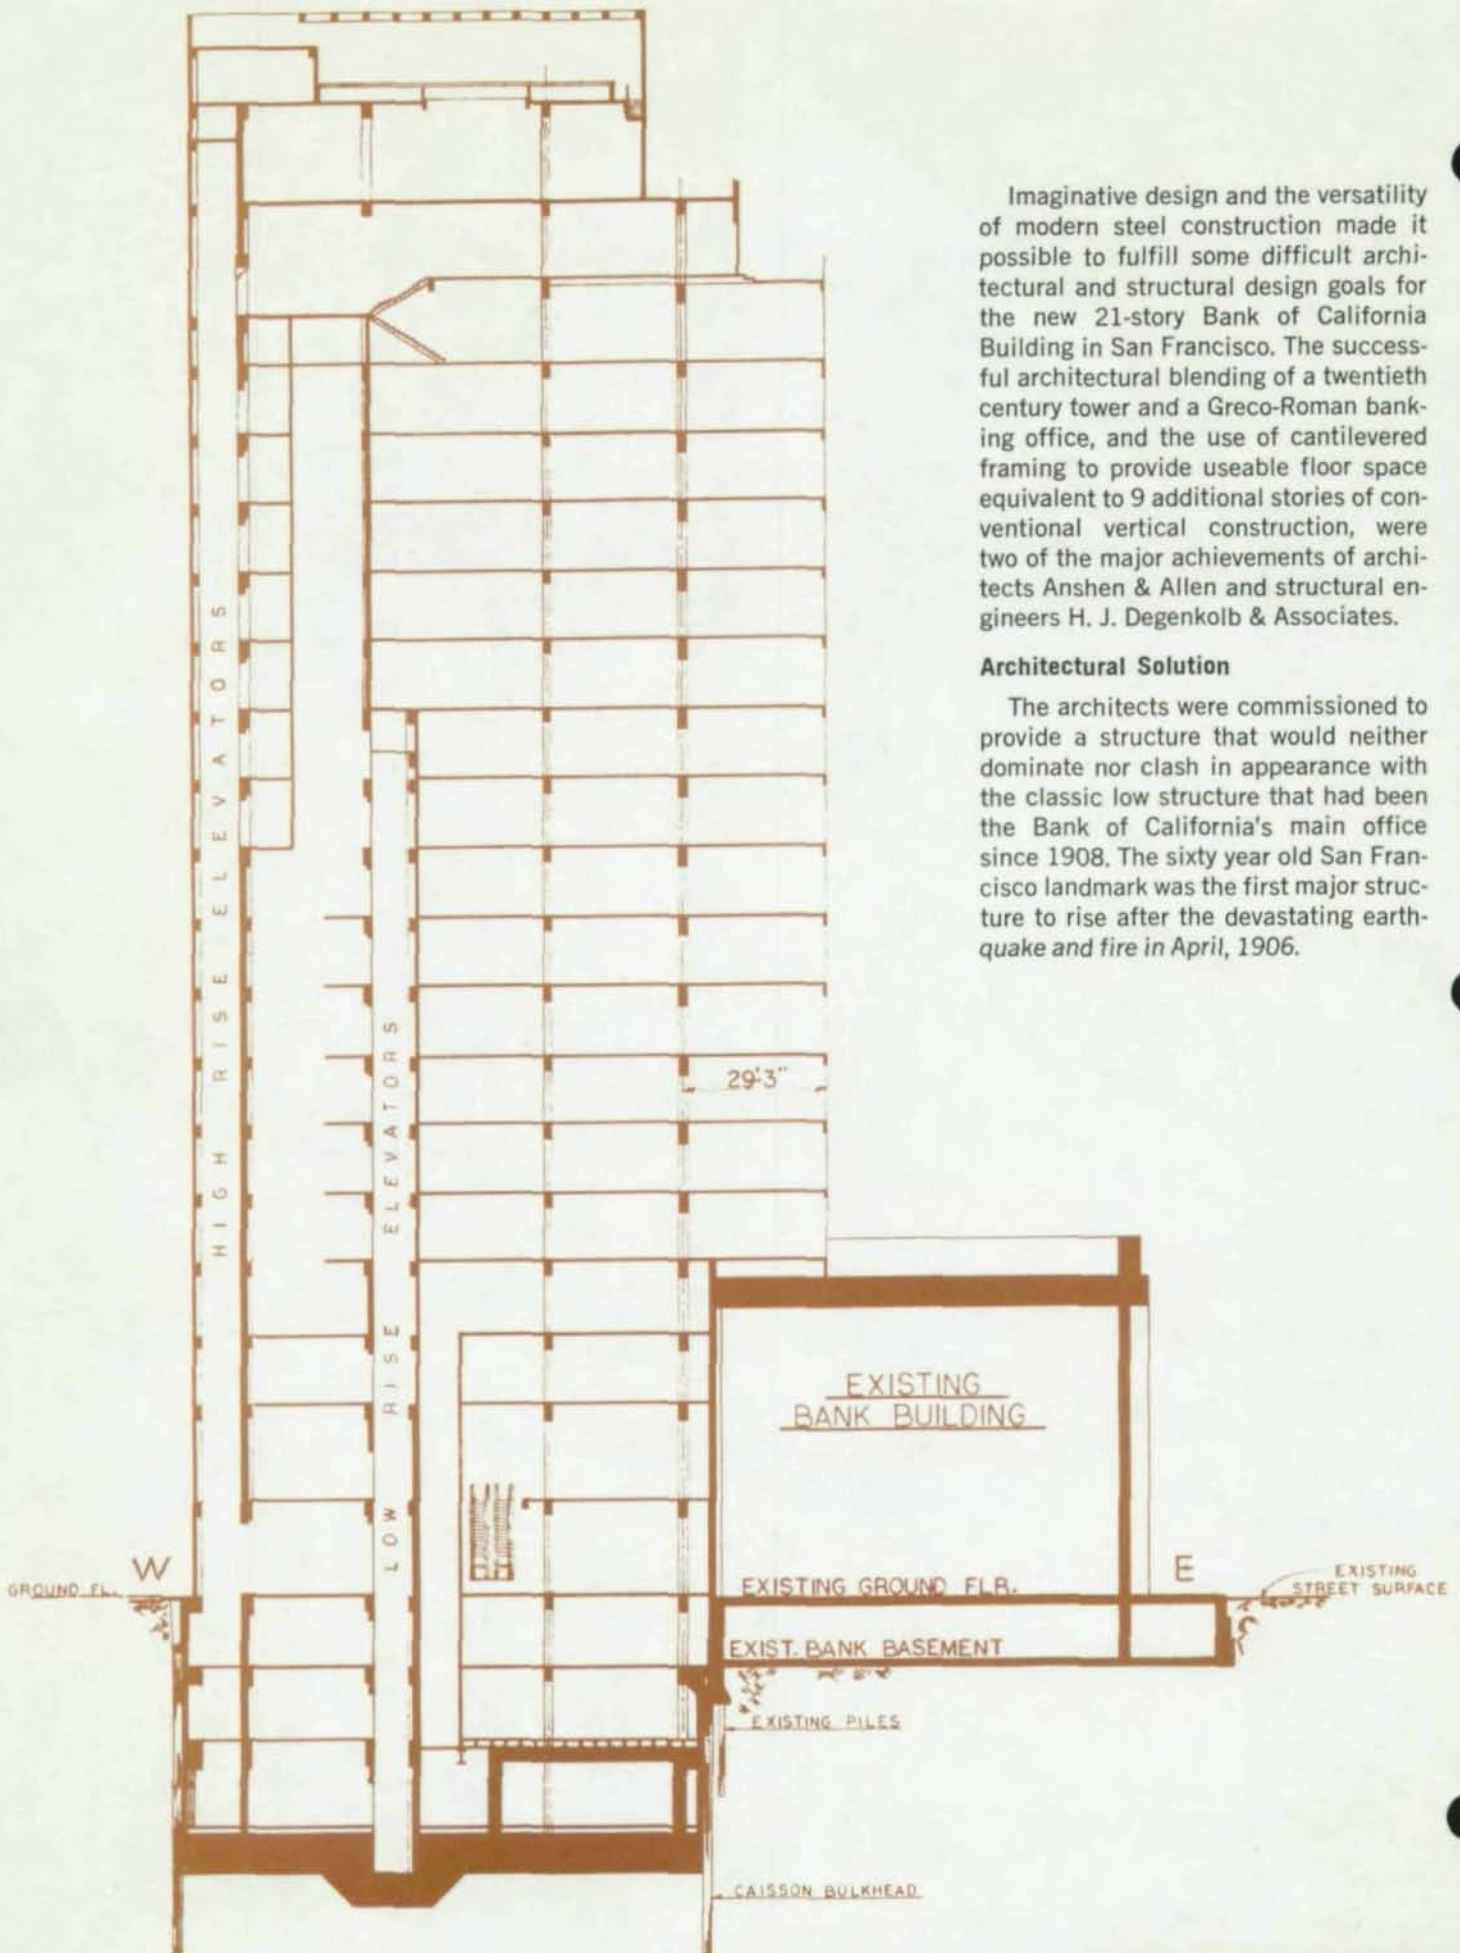 Imaginative design and the versatility
of modern steel construction made it
possible to fulfill some difficult archi-
tectural and structural design goals for
the new 21-story Bank of California
Building in San Francisco. The success-
ful architectural blending of a twentieth
century tower and a Greco-Roman bank-
ing office, and the use of cantilevered
framing to provide useable floor space
equivalent to 9 additional stories of con-
ventional vertical construction, were
two of the major achievements of archi-
tects Anshen & Allen and structural en-
gineers H. J. Degenkolb & Associates.
Architectural Solution
The architects were commissioned to
provide a structure that would neither
dominate nor clash in appearance with
the classic low structure that had been
the Bank of California's main office
since 1908. The sixty year old San Fran-
cisco landmark was the first major struc-
ture to rise after the devastating earth-
quake and fire in April, 1906.
HIGH RISE ELEVATORS
LOW RISE ELEVATORS
29'3"
EXISTING
BANK BUILDING
W
GROUND FL.
EXISTING GROUND FLR.
E
EXISTING
STREET SURFACE
EXIST. BANK BASEMENT
EXISTING PILES
CAISSON BULKHEAD